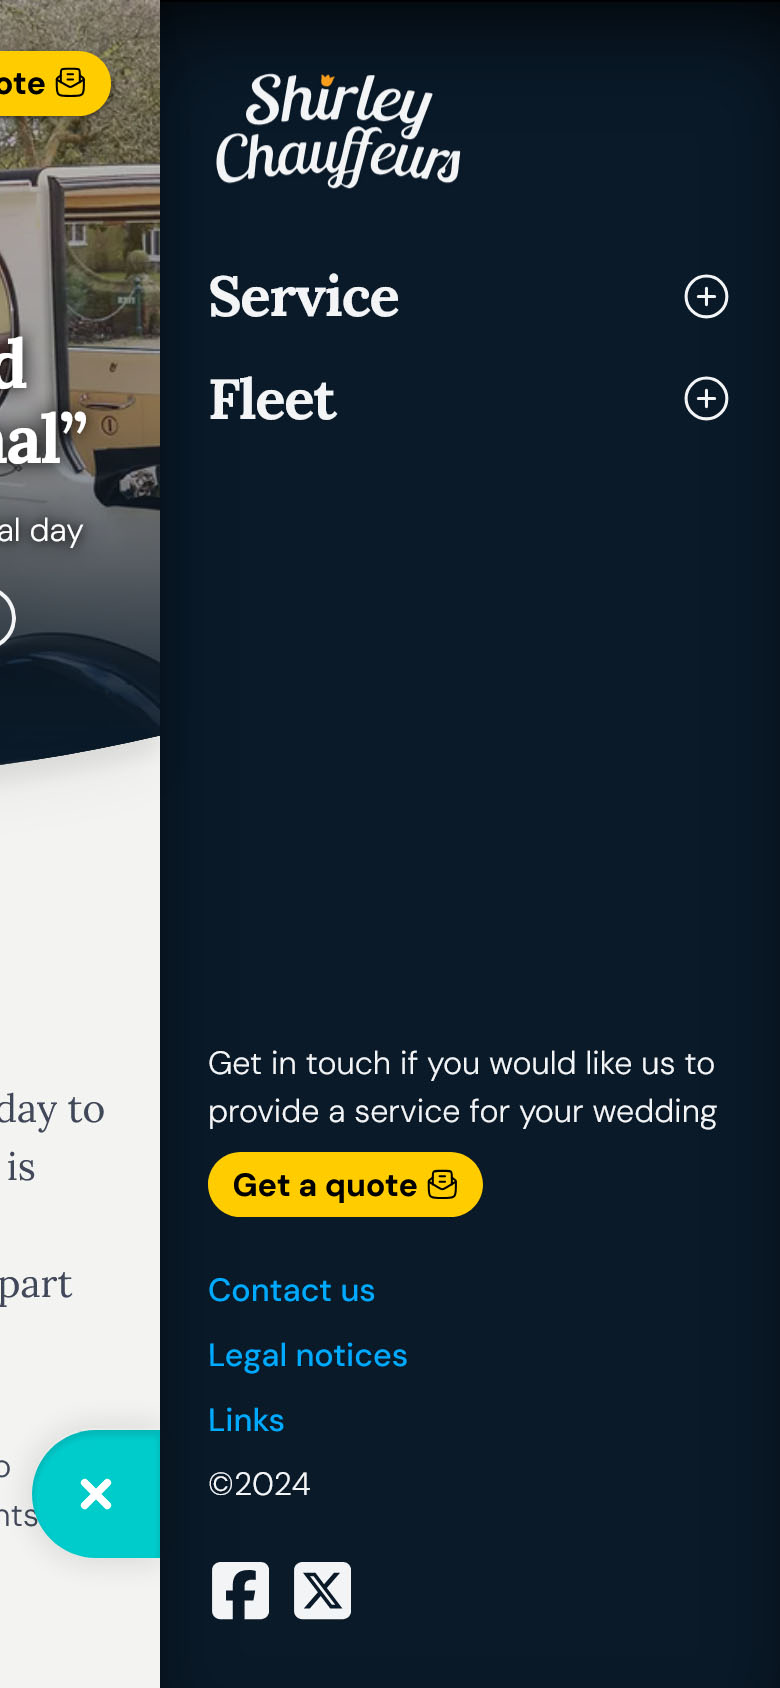 ote
d
nal”
al day
day to
is
part
o
nts
Shirley
Chauffeurs
Service
Fleet
Get in touch if you would like us to
provide a service for your wedding
Get a quote
Contact us
Legal notices
Links
©2024